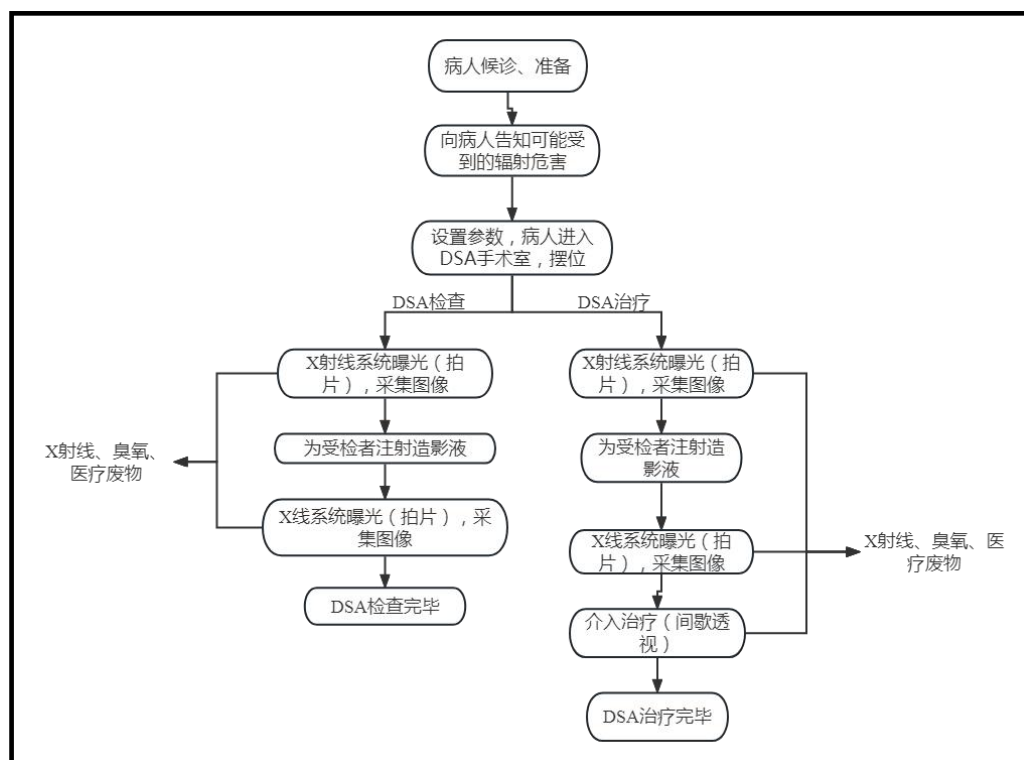 病人候诊、准备
向病人告知可能受
到的辐射危害
设置参数，病人进入
DSA手术室，摆位
DSA检查
DSA治疗
X射线系统曝光（拍
片），采集图像
为受检者注射造影液
X线系统曝光（拍片），采
集图像
DSA检查完毕
X射线、臭氧、
医疗废物
X射线系统曝光（拍
片），采集图像
为受检者注射造
影液
X线系统曝光（拍
片），采集图像
介入治疗（间歇透
视）
DSA治疗完毕
X射线、臭氧、医
疗废物